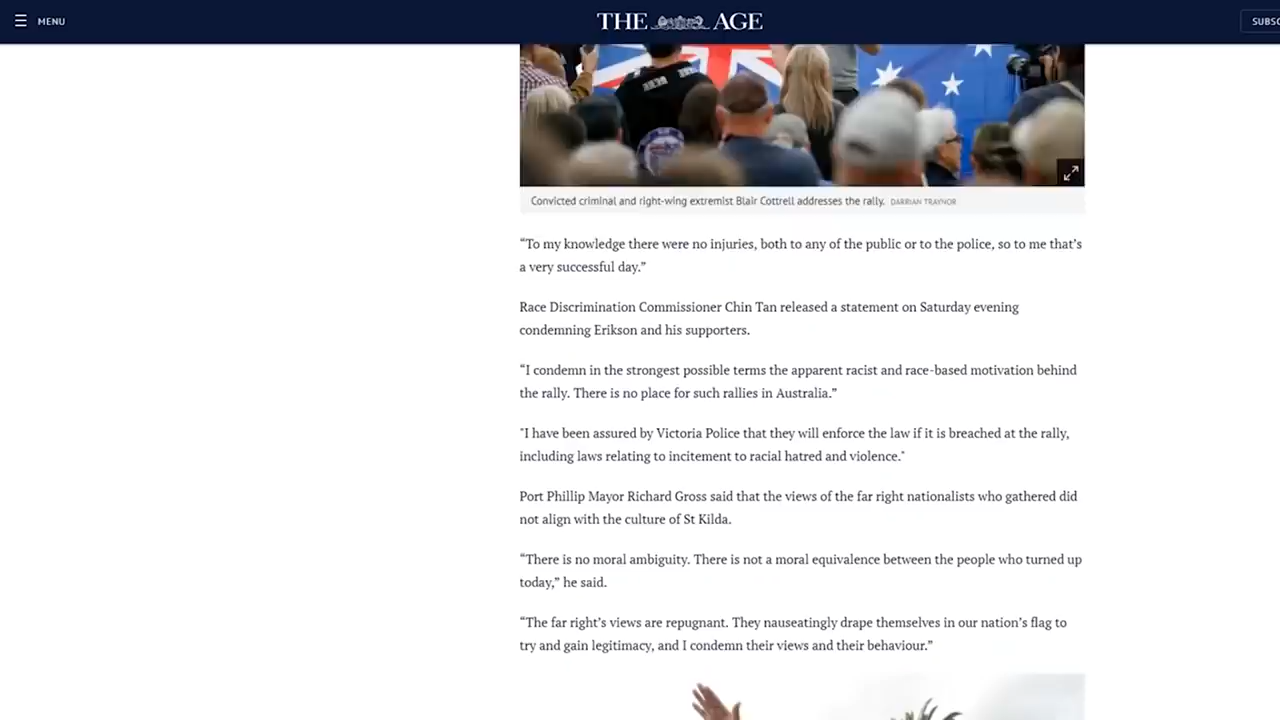 MENU
THE AGE
SUBSC
Convicted criminal and right-wing extremist Blair Cottrell addresses the rally. DARRIAN TRAYNOR
“To my knowledge there were no injuries, both to any of the public or to the police, so to me that’s
a very successful day.”
Race Discrimination Commissioner Chin Tan released a statement on Saturday evening
condemning Erikson and his supporters.
“I condemn in the strongest possible terms the apparent racist and race-based motivation behind
the rally. There is no place for such rallies in Australia.”
"I have been assured by Victoria Police that they will enforce the law if it is breached at the rally,
including laws relating to incitement to racial hatred and violence."
Port Phillip Mayor Richard Gross said that the views of the far right nationalists who gathered did
not align with the culture of St Kilda.
“There is no moral ambiguity. There is not a moral equivalence between the people who turned up
today,” he said.
“The far right’s views are repugnant. They nauseatingly drape themselves in our nation’s flag to
try and gain legitimacy, and I condemn their views and their behaviour.”